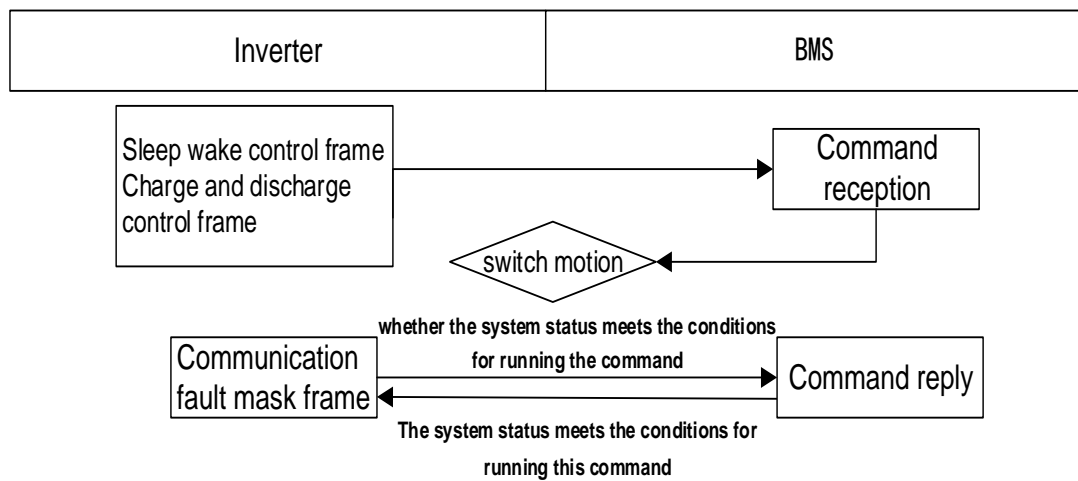 Inverter
BMS
Sleep wake control frame
Charge and discharge
control frame
Command
reception
switch motion
whether the system status meets the conditions
for running the command
Communication
fault mask frame
Command reply
The system status meets the conditions for
running this command